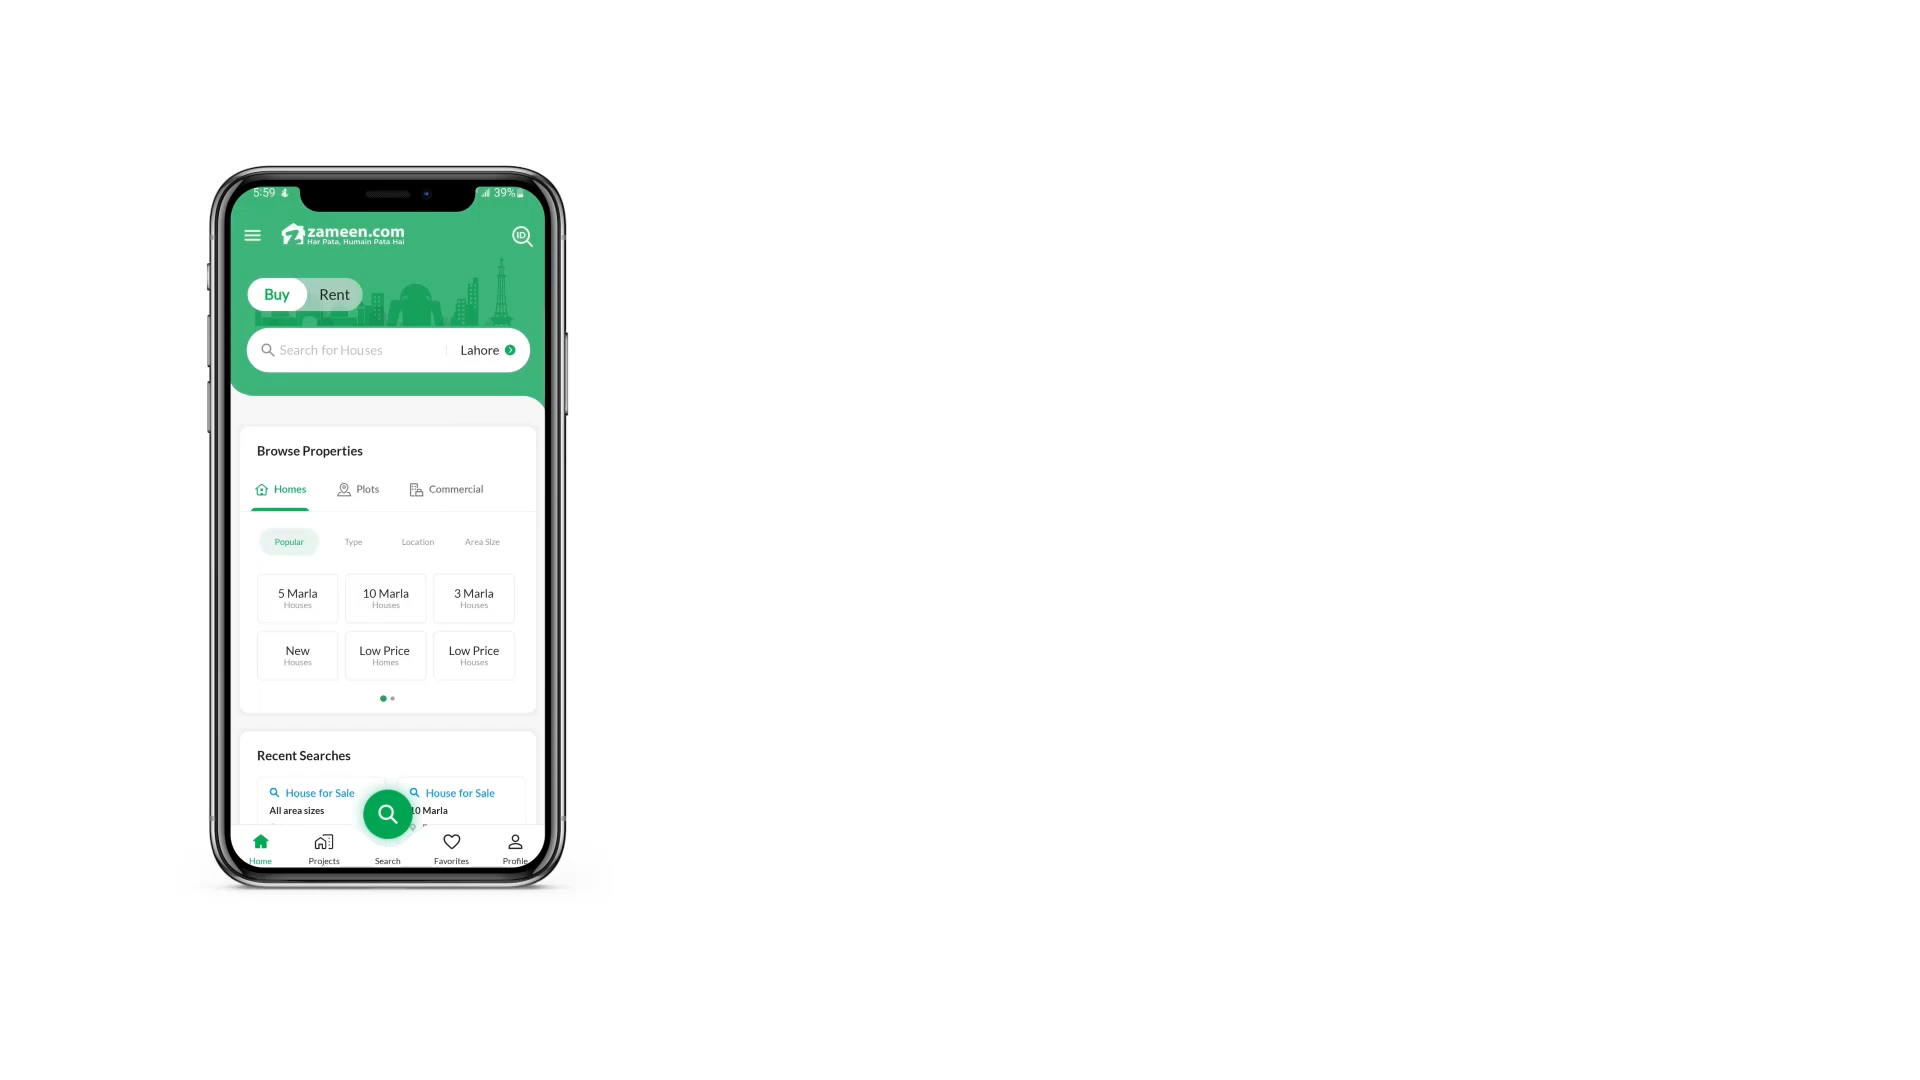 5:59
39%
zameen.com
Har Pata, Humain Pata Hai
ID
Buy Rent
Search for Houses Lahore
Browse Properties
Homes Plots Commercial
Popular Type Location Area Size
5 Marla 10 Marla 3 Marla
Houses Houses Houses
New Low Price Low Price
Houses Homes Houses
Recent Searches
House for Sale House for Sale
All area sizes 10 Marla
Home Projects Search Favorites Profile